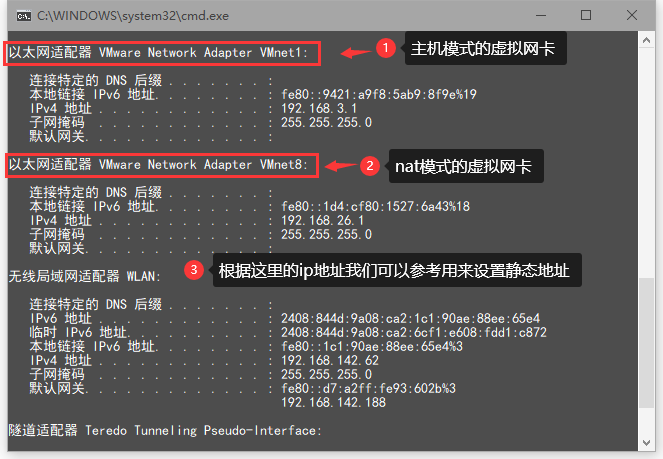 C:\WINDOWS\system32\cmd.exe
以太网适配器 VMware Network Adapter VMnet1:
1 主机模式的虚拟网卡
连接特定的 DNS 后缀 . . . . . . . :
本地链接 IPv6 地址. . . . . . . . : fe80::9421:a9f8:5ab9:8f9e%19
IPv4 地址 . . . . . . . . . . . . : 192.168.3.1
子网掩码 . . . . . . . . . . . . : 255.255.255.0
默认网关. . . . . . . . . . . . . :
以太网适配器 VMware Network Adapter VMnet8:
2 nat模式的虚拟网卡
连接特定的 DNS 后缀 . . . . . . . :
本地链接 IPv6 地址. . . . . . . . : fe80::1d4:cf80:1527:6a43%18
IPv4 地址 . . . . . . . . . . . . : 192.168.26.1
子网掩码 . . . . . . . . . . . . : 255.255.255.0
默认网关. . . . . . . . . . . . . :
3 根据这里的ip地址我们可以参考用来设置静态地址
无线局域网适配器 WLAN:
连接特定的 DNS 后缀 . . . . . . . :
IPv6 地址 . . . . . . . . . . . . : 2408:844d:9a08:ca2:1c1:90ae:88ee:65e4
临时 IPv6 地址. . . . . . . . . . : 2408:844d:9a08:ca2:6cf1:e608:fdd1:c872
本地链接 IPv6 地址. . . . . . . . : fe80::1c1:90ae:88ee:65e4%3
IPv4 地址 . . . . . . . . . . . . : 192.168.142.62
子网掩码 . . . . . . . . . . . . : 255.255.255.0
默认网关. . . . . . . . . . . . . : fe80::d7:a2ff:fe93:602b%3
192.168.142.188
隧道适配器 Teredo Tunneling Pseudo-Interface: